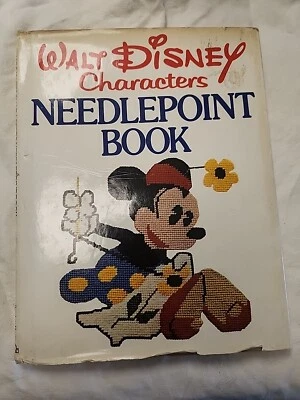 WALT DISNEY
Characters
NEEDLEPOINT
BOOK